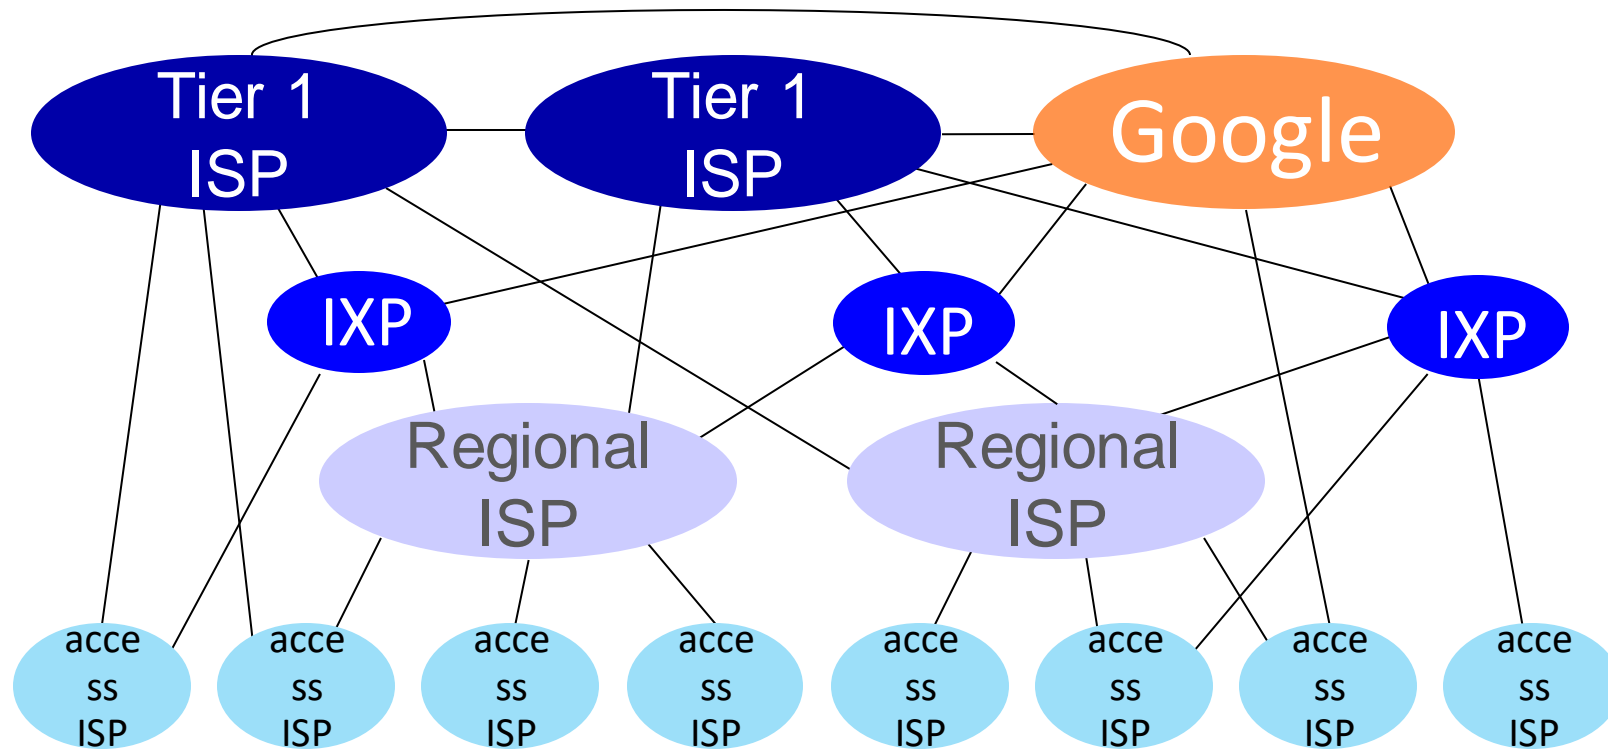 Tier 1
ISP
Tier 1
ISP
Google
IXP
IXP
IXP
Regional
ISP
Regional
ISP
acce
ss
ISP
acce
ss
ISP
acce
ss
ISP
acce
ss
ISP
acce
ss
ISP
acce
ss
ISP
acce
ss
ISP
acce
ss
ISP